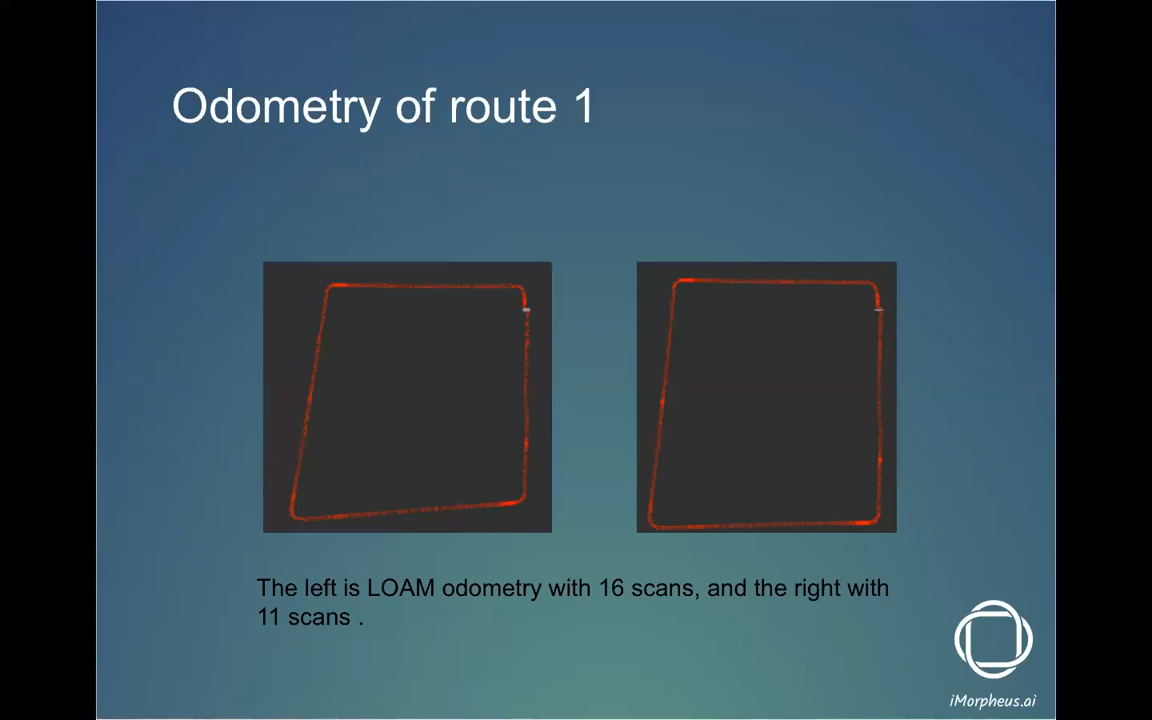 Odometry of route 1
The left is LOAM odometry with 16 scans, and the right with
11 scans .
iMorpheus.ai